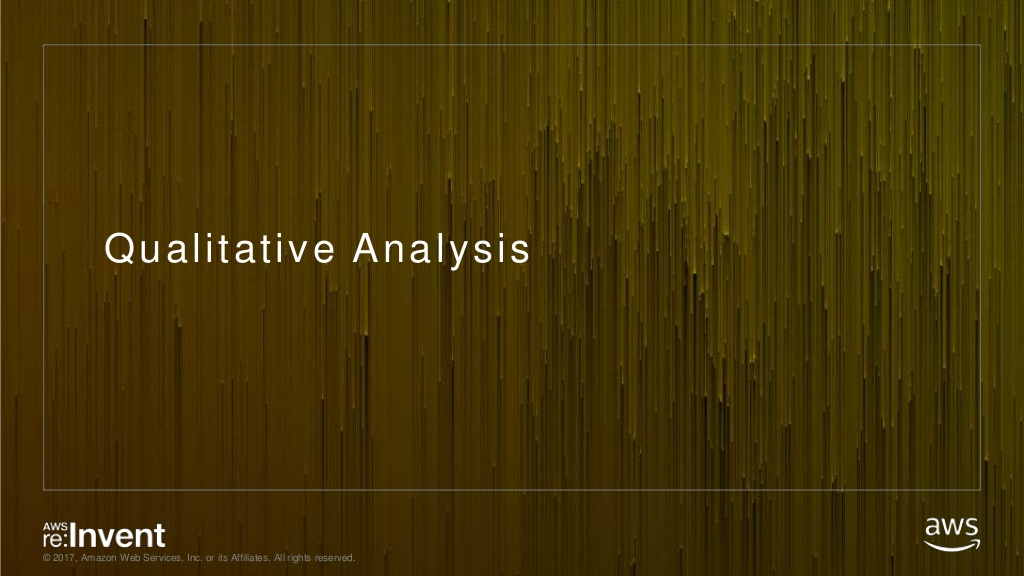 Qualitative Analysis
AWS
re:Invent
© 2017, Amazon Web Services, Inc. or its Affiliates. All rights reserved.
aws